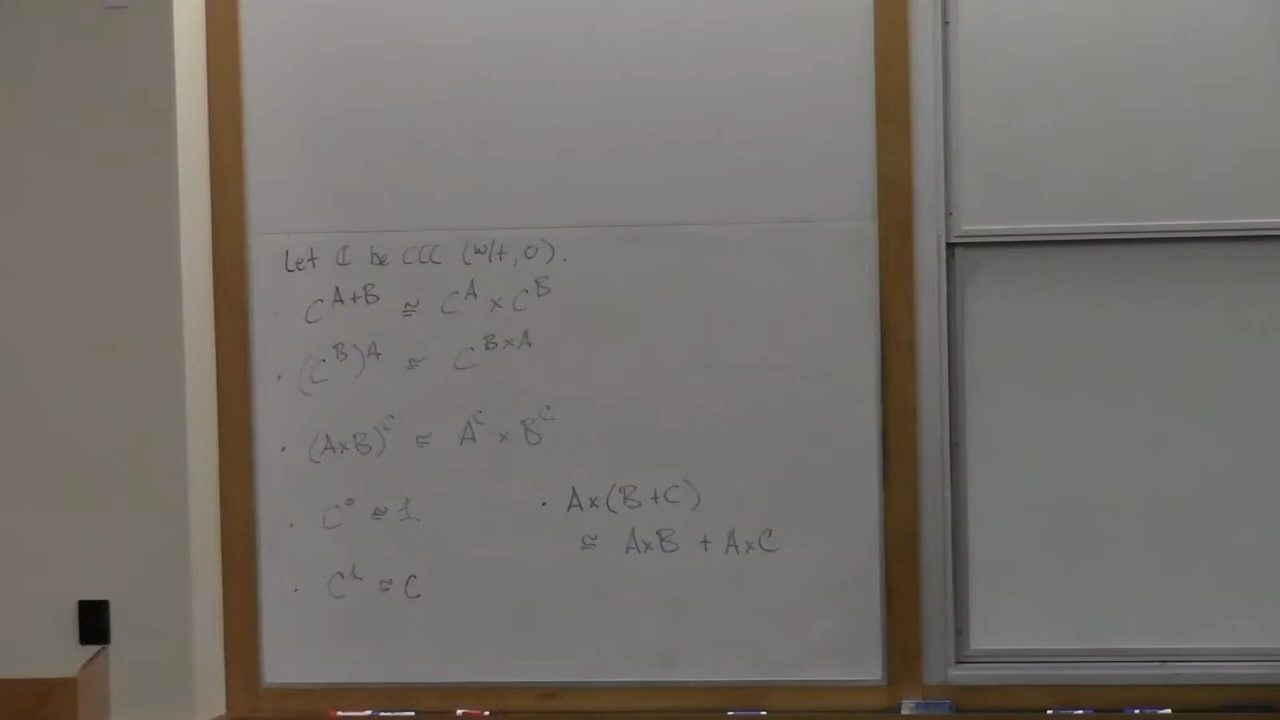 Let ℂ be CCC (w/+, 0).
· C^{A+B} ≅ C^A × C^B
· (C^B)^A ≅ C^{B×A}
· (A×B)^C ≅ A^C × B^C
· C^0 ≅ 1
· C^1 ≅ C
· A×(B+C)
≅ A×B + A×C